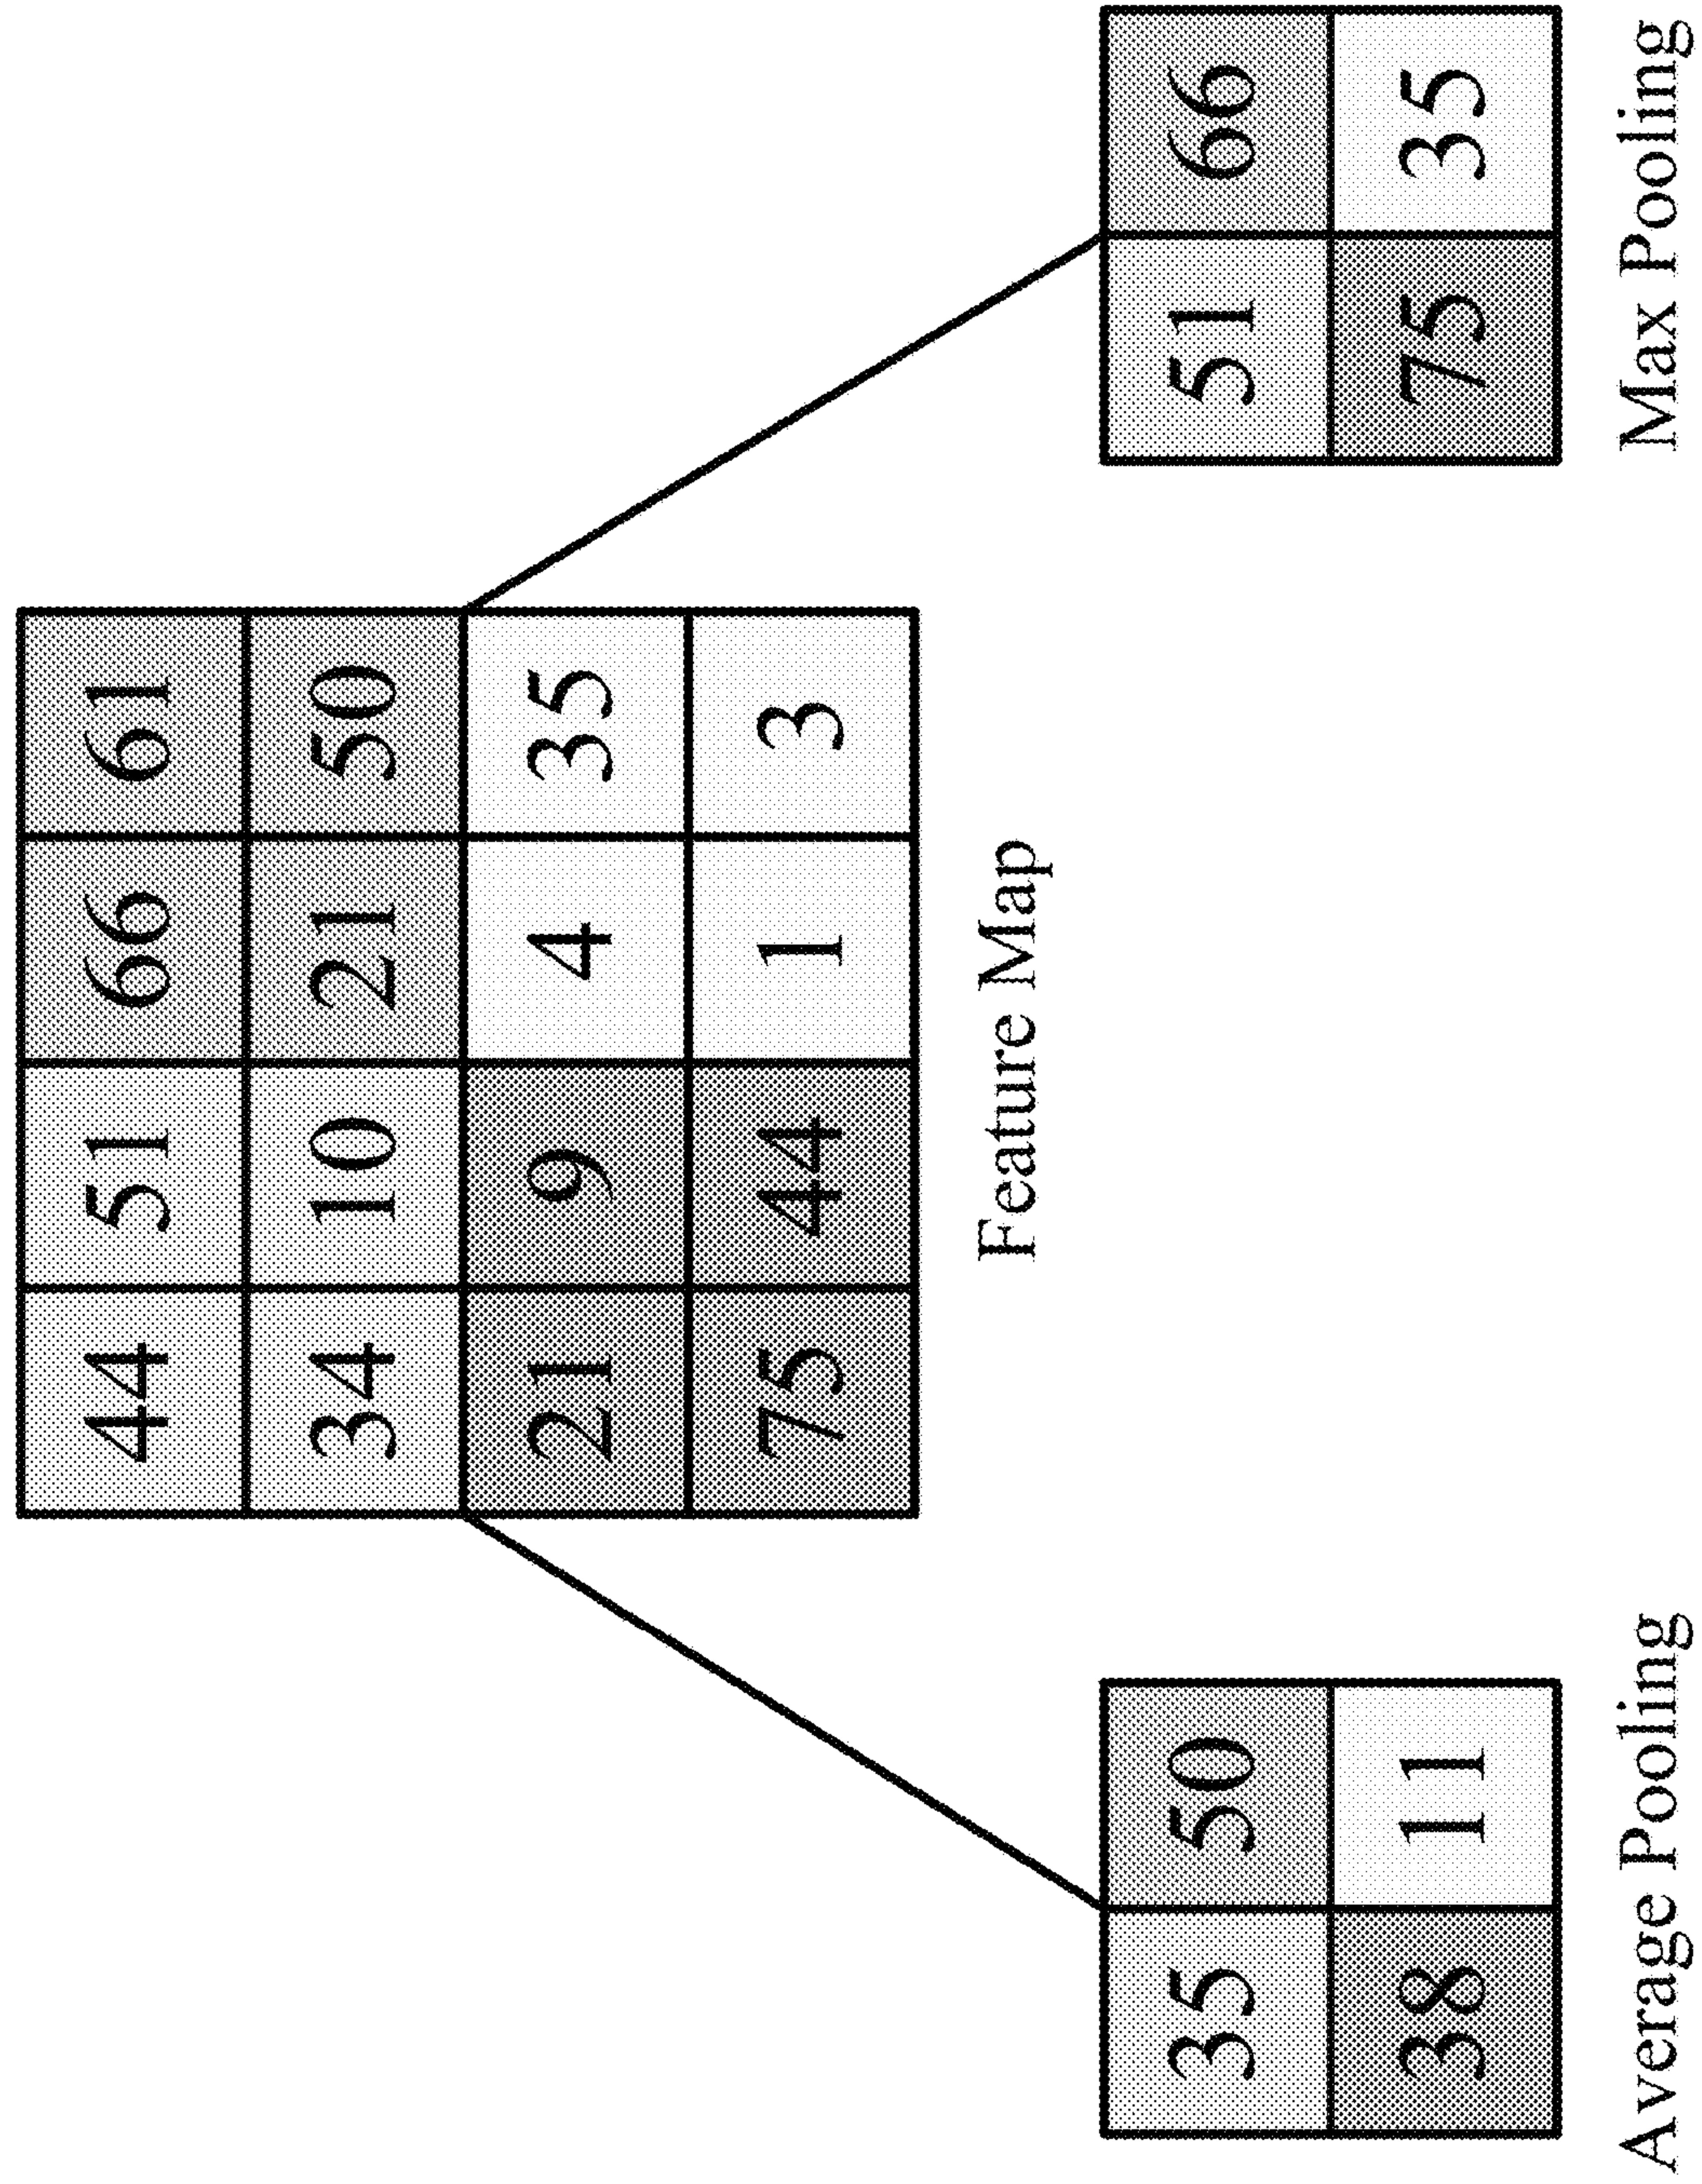 44 51 66 61
34 10 21 50
21 9 4 35
75 44 1 3
Feature Map
35 50
38 11
Average Pooling
51 66
75 35
Max Pooling